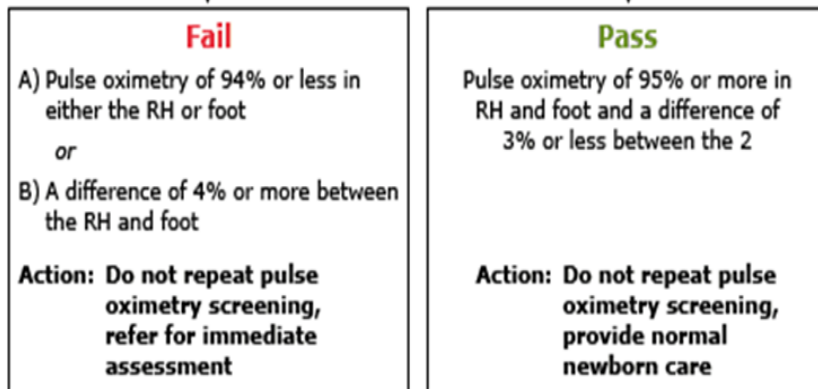 Fail
A) Pulse oximetry of 94% or less in
either the RH or foot
or
B) A difference of 4% or more between
the RH and foot
Action: Do not repeat pulse
oximetry screening,
refer for immediate
assessment
Pass
Pulse oximetry of 95% or more in
RH and foot and a difference of
3% or less between the 2
Action: Do not repeat pulse
oximetry screening,
provide normal
newborn care